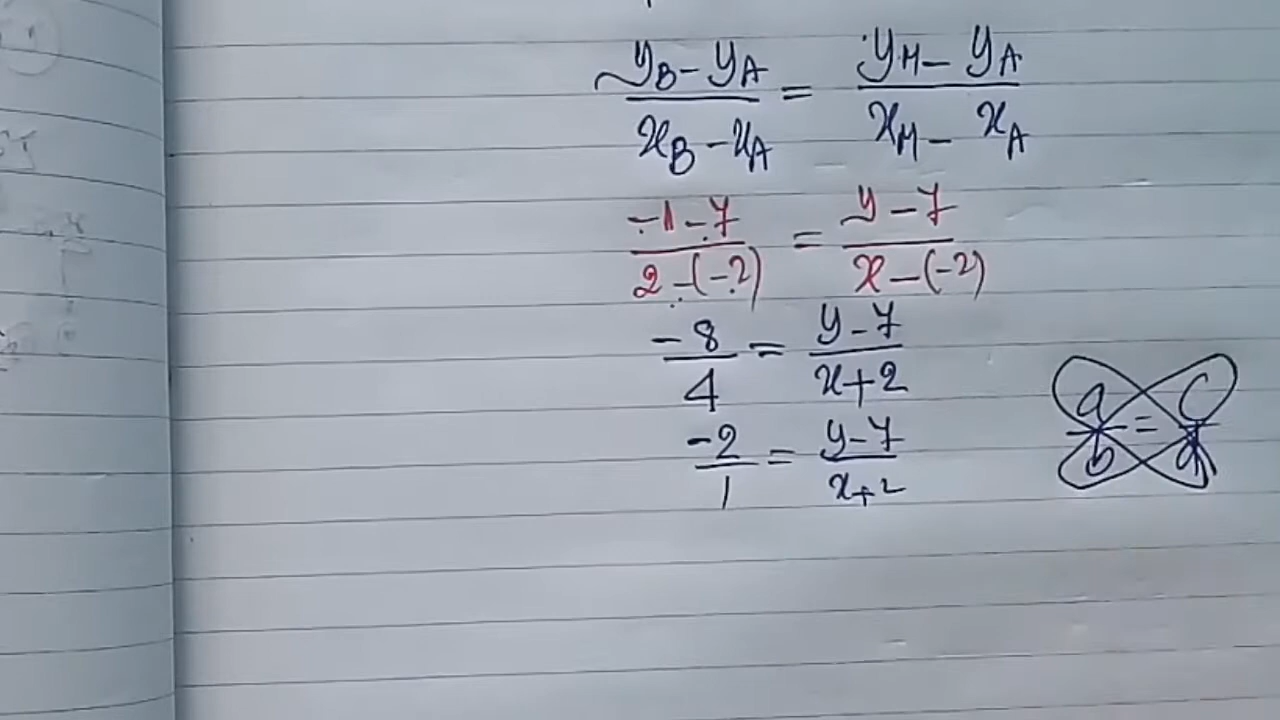 y_B - y_A / x_B - x_A = y_M - y_A / x_M - x_A
-1 - 7 / 2 - (-2) = y - 7 / x - (-2)
-8 / 4 = y - 7 / x + 2
-2 / 1 = y - 7 / x + 2
a / b = c / d